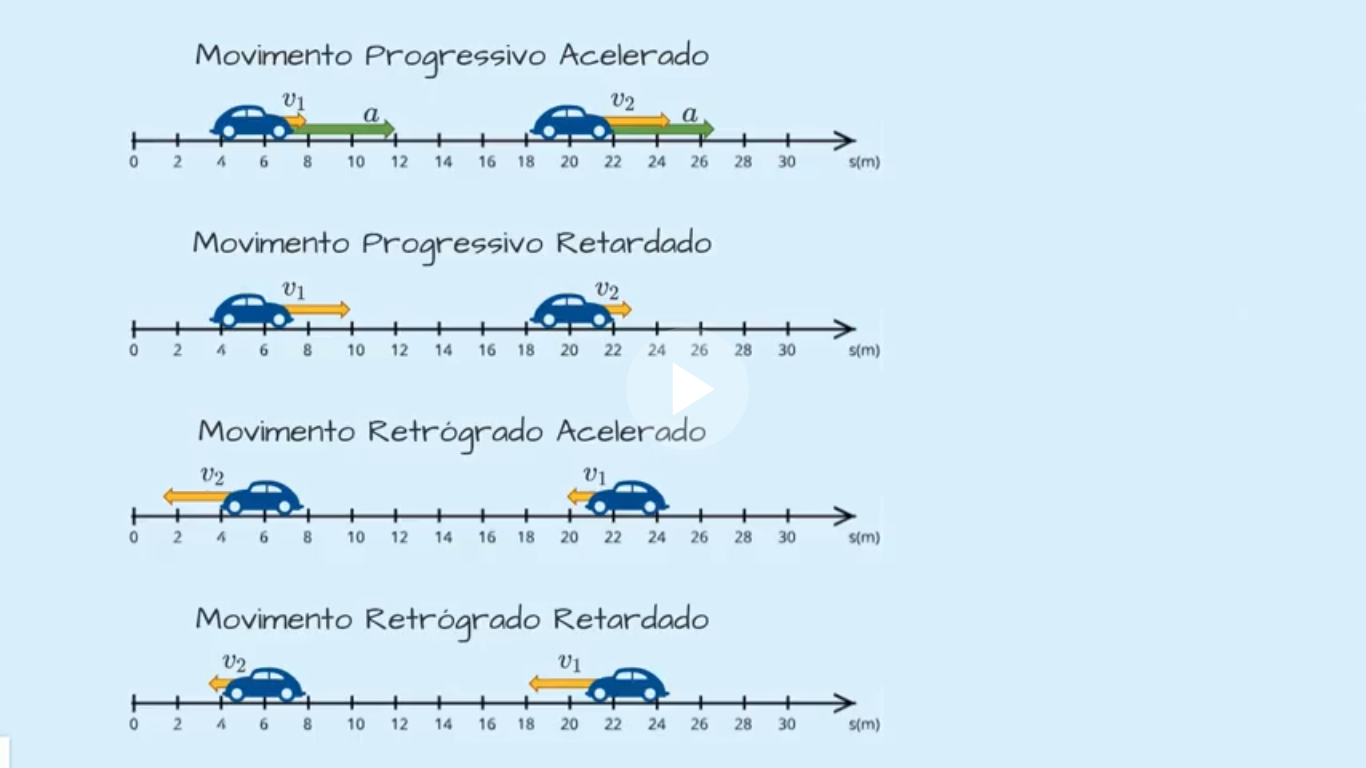 Movimento Progressivo Acelerado
v₁ a v₂ a
0 2 4 6 8 10 12 14 16 18 20 22 24 26 28 30 s(m)
Movimento Progressivo Retardado
v₁ v₂
0 2 4 6 8 10 12 14 16 18 20 22 24 26 28 30 s(m)
Movimento Retrógrado Acelerado
v₂ v₁
0 2 4 6 8 10 12 14 16 18 20 22 24 26 28 30 s(m)
Movimento Retrógrado Retardado
v₂ v₁
0 2 4 6 8 10 12 14 16 18 20 22 24 26 28 30 s(m)